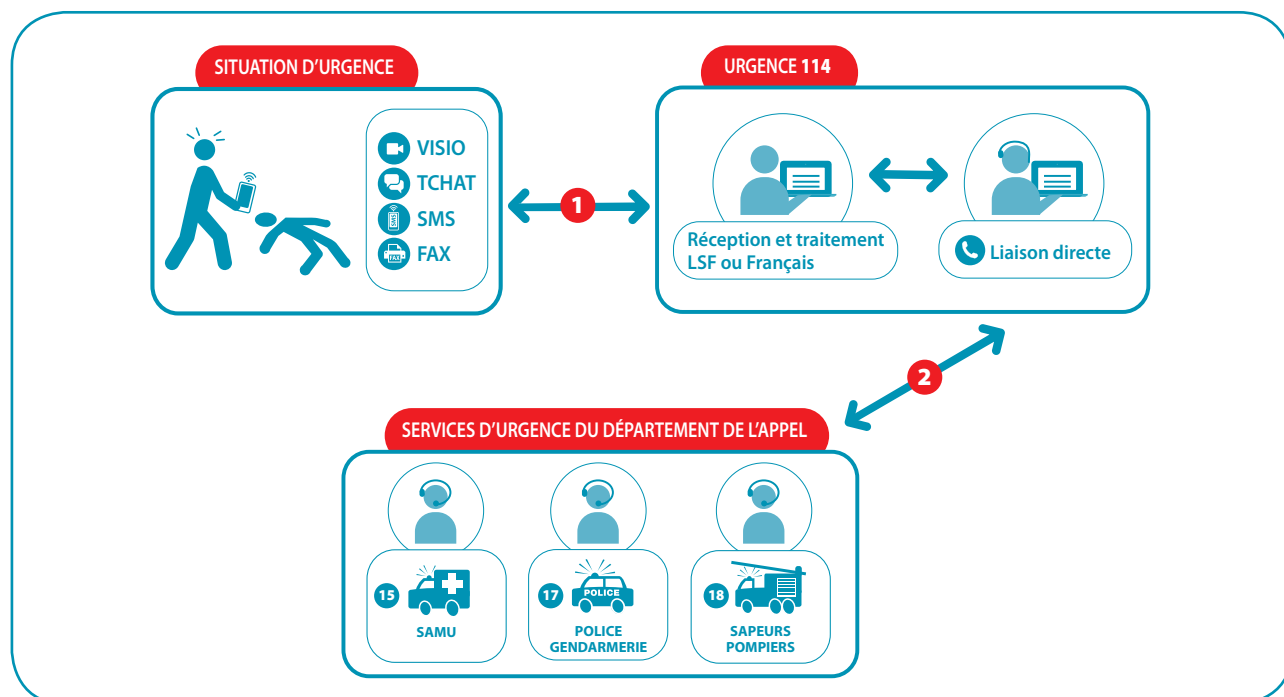 SITUATION D'URGENCE
VISIO
TCHAT
SMS
FAX
1
URGENCE 114
Réception et traitement
LSF ou Français
Liaison directe
2
SERVICES D'URGENCE DU DÉPARTEMENT DE L'APPEL
15
SAMU
17
POLICE
POLICE
GENDARMERIE
18
SAPEURS
POMPIERS